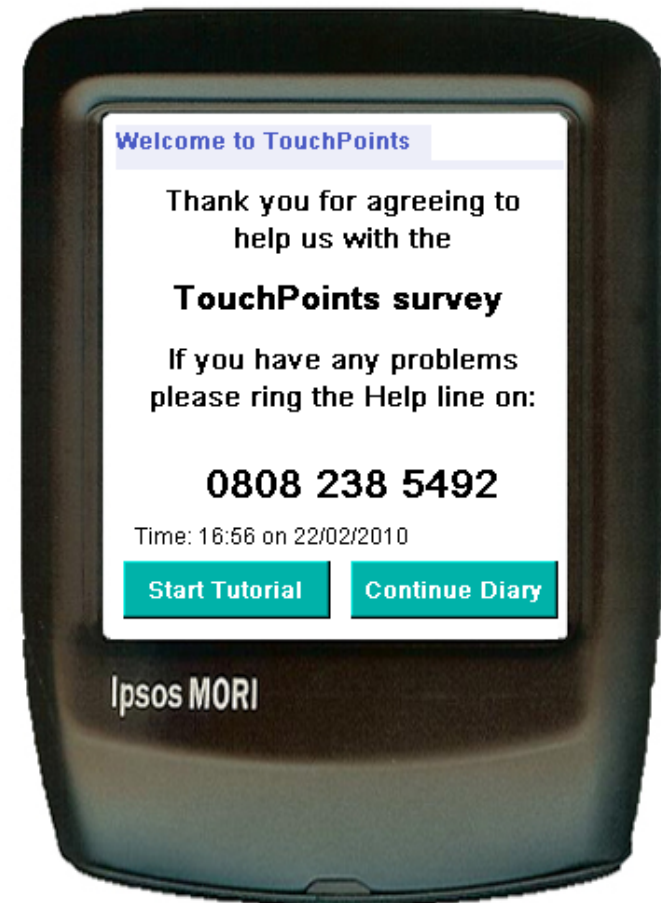 Welcome to TouchPoints
Thank you for agreeing to
help us with the
TouchPoints survey
If you have any problems
please ring the Help line on:
0808 238 5492
Time: 16:56 on 22/02/2010
Start Tutorial Continue Diary
Ipsos MORI